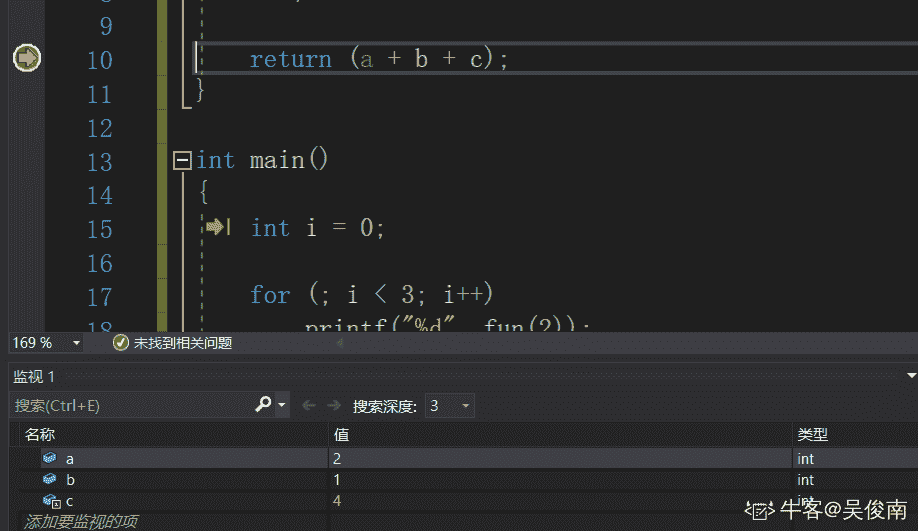 9
10 return (a + b + c);
11 }
12
13 int main()
14 {
15 int i = 0;
16
17 for (; i < 3; i++)
18 printf("%d", fun(2));
169 % 未找到相关问题
监视 1
搜索(Ctrl+E) 搜索深度: 3
名称 值 类型
a 2 int
b 1 int
c 4 int
添加要监视的项
牛客@吴俊南